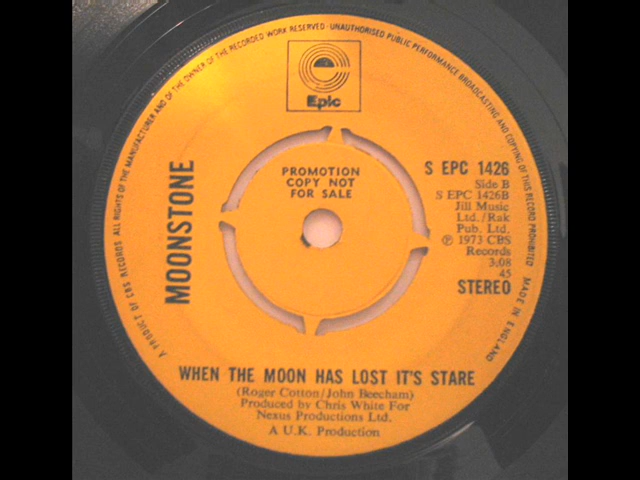 A PRODUCT OF CBS RECORDS ALL RIGHTS OF THE MANUFACTURER AND OF THE OWNER OF THE RECORDED WORK RESERVED · UNAUTHORISED PUBLIC PERFORMANCE BROADCASTING AND COPYING OF THIS RECORD PROHIBITED MADE IN ENGLAND
Epic
PROMOTION
COPY NOT
FOR SALE
MOONSTONE
S EPC 1426
Side B
S EPC 1426B
Jill Music
Ltd./Rak
Pub. Ltd.
℗ 1973 CBS
Records
3.08
45
STEREO
WHEN THE MOON HAS LOST IT'S STARE
(Roger Cotton/John Beecham)
Produced by Chris White For
Nexus Productions Ltd.
A U.K. Production